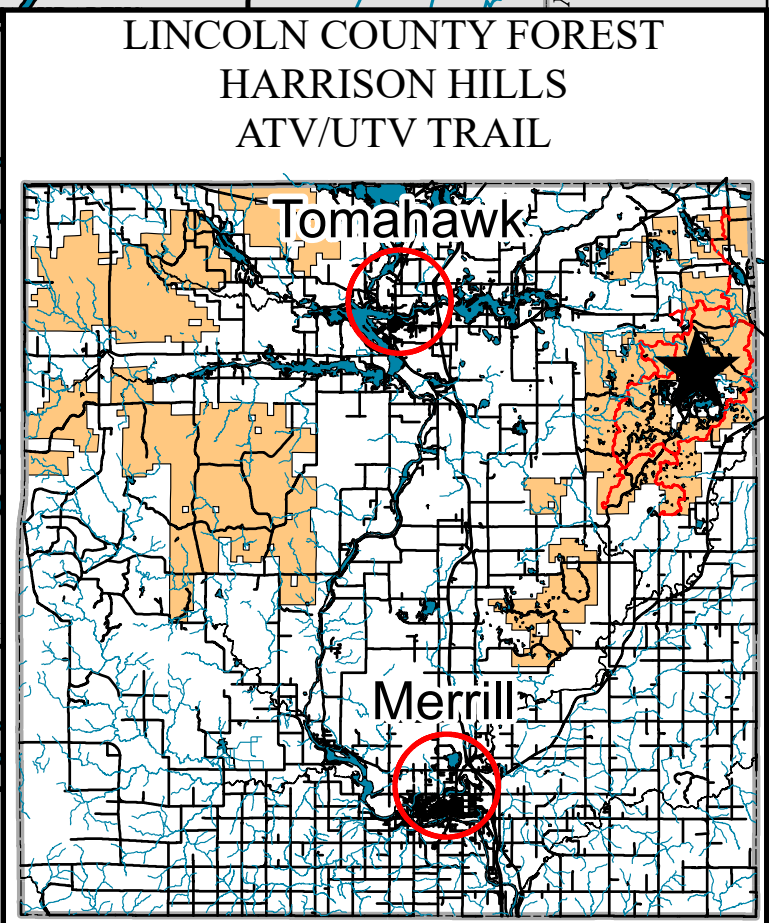 LINCOLN COUNTY FOREST
HARRISON HILLS
ATV/UTV TRAIL
Tomahawk
Merrill